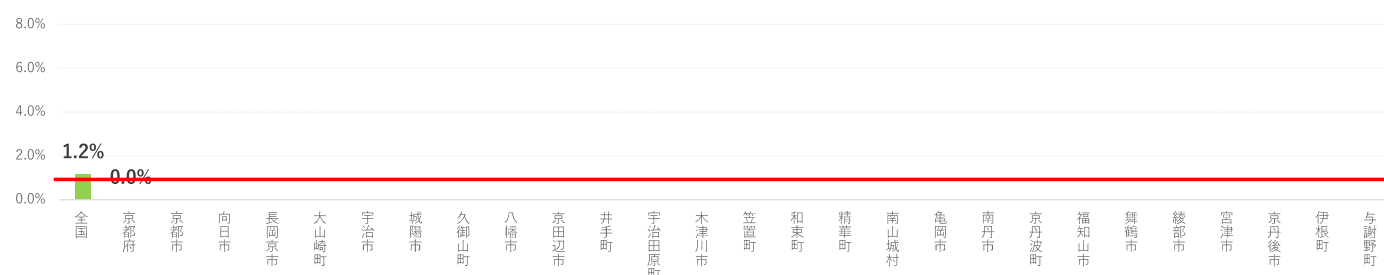 8.0%
6.0%
4.0%
2.0%
0.0%
1.2%
0.0%
全国
京都府
京都市
向日市
長岡京市
大山崎町
宇治市
城陽市
久御山町
八幡市
京田辺市
井手町
宇治田原町
木津川市
笠置町
和束町
精華町
南山城村
亀岡市
南丹市
京丹波町
福知山市
舞鶴市
綾部市
宮津市
京丹後市
伊根町
与謝野町